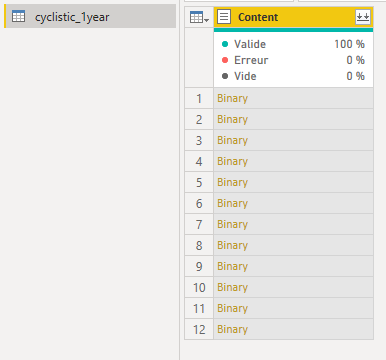 cyclistic_1year
Content
Valide 100 %
Erreur 0 %
Vide 0 %
1 Binary
2 Binary
3 Binary
4 Binary
5 Binary
6 Binary
7 Binary
8 Binary
9 Binary
10 Binary
11 Binary
12 Binary